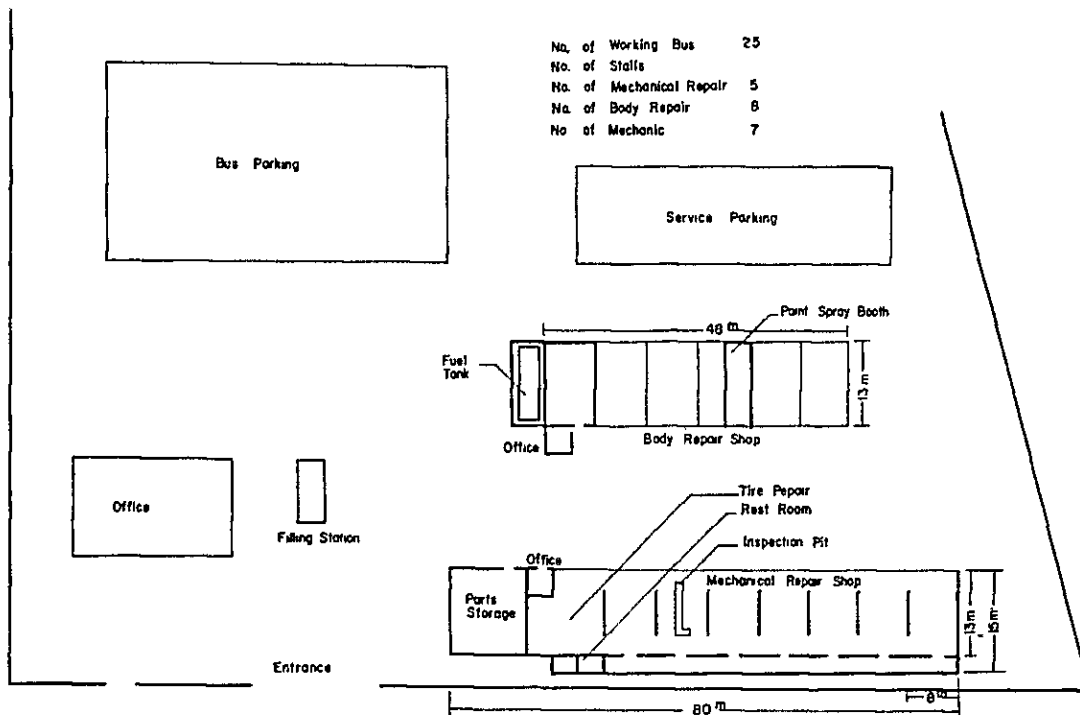 No. of Working Bus 25
No. of Stalls
No. of Mechanical Repair 5
No. of Body Repair 8
No of Mechanic 7
Bus Parking
Service Parking
Paint Spray Booth
48 m
Fuel
Tank
13 m
Office
Body Repair Shop
Tire Pepair
Rest Room
Office
Filling Station
Inspection Pit
Office
Mechanical Repair Shop
Parts
Storage
13m
15m
Entrance
8m
80 m